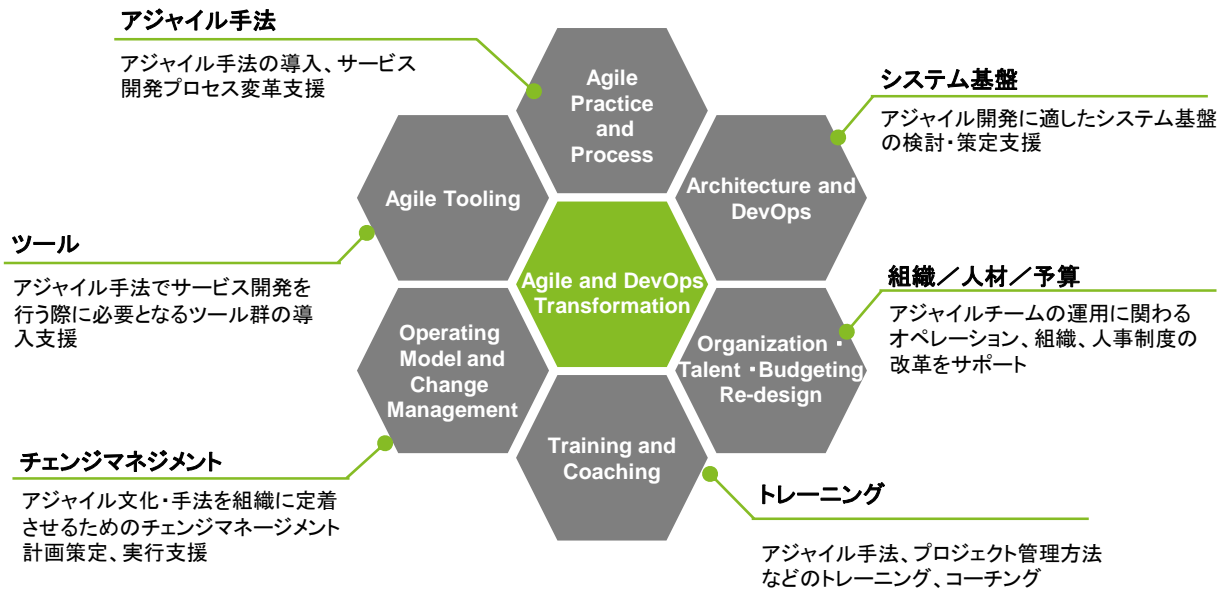 アジャイル手法
アジャイル手法の導入、サービス
開発プロセス変革支援
Agile
Practice
and
Process
システム基盤
アジャイル開発に適したシステム基盤
の検討・策定支援
Architecture and
DevOps
Agile Tooling
ツール
アジャイル手法でサービス開発を
行う際に必要となるツール群の導
入支援
Agile and DevOps
Transformation
組織／人材／予算
アジャイルチームの運用に関わる
オペレーション、組織、人事制度の
改革をサポート
Organization・
Talent・Budgeting
Re-design
Operating
Model and
Change
Management
チェンジマネジメント
アジャイル文化・手法を組織に定着
させるためのチェンジマネージメント
計画策定、実行支援
Training and
Coaching
トレーニング
アジャイル手法、プロジェクト管理方法
などのトレーニング、コーチング